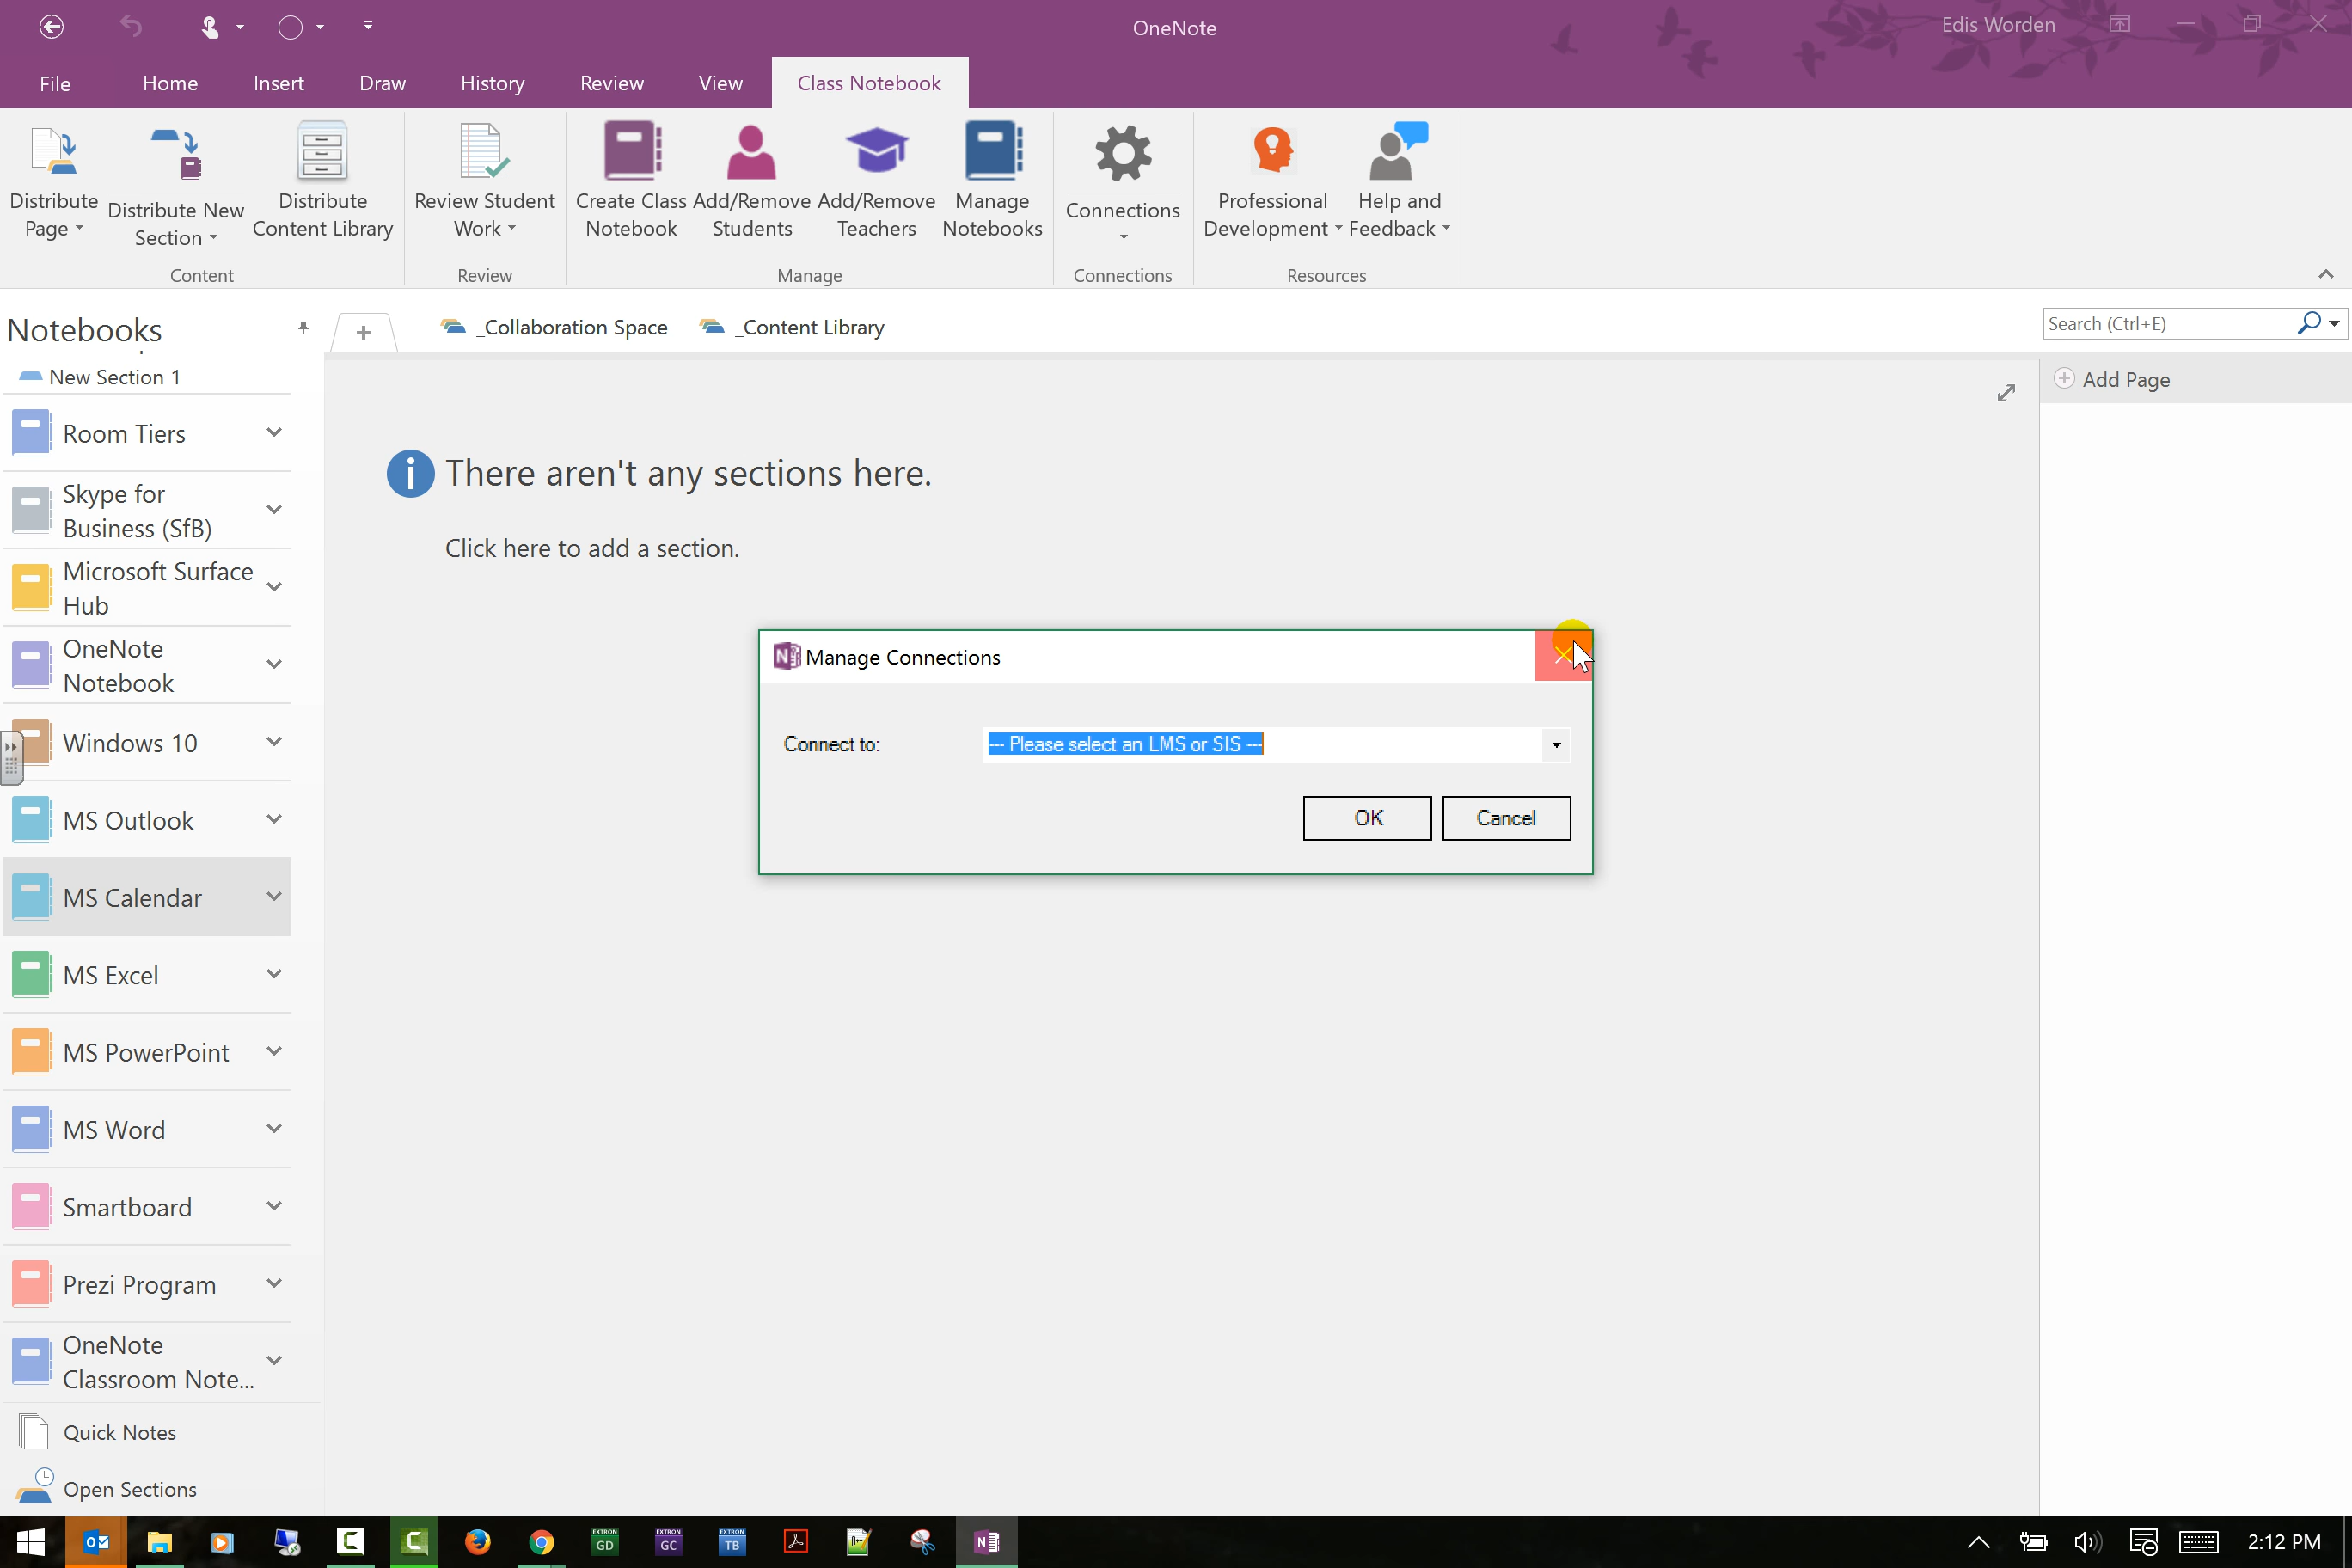 OneNote
Edis Worden
File
Home
Insert
Draw
History
Review
View
Class Notebook
Distribute
Page
Distribute New
Section
Distribute
Content Library
Content
Review Student
Work
Review
Create Class
Notebook
Add/Remove
Students
Add/Remove
Teachers
Manage
Notebooks
Manage
Connections
Connections
Professional
Development
Help and
Feedback
Resources
Notebooks
+
_Collaboration Space
_Content Library
Search (Ctrl+E)
New Section 1
Add Page
Room Tiers
Skype for
Business (SfB)
Microsoft Surface
Hub
OneNote
Notebook
Windows 10
MS Outlook
MS Calendar
MS Excel
MS PowerPoint
MS Word
Smartboard
Prezi Program
OneNote
Classroom Note...
Quick Notes
Open Sections
There aren't any sections here.
Click here to add a section.
Manage Connections
Connect to:
--- Please select an LMS or SIS ---
OK
Cancel
EXTRON
GD
EXTRON
GC
EXTRON
TB
2:12 PM